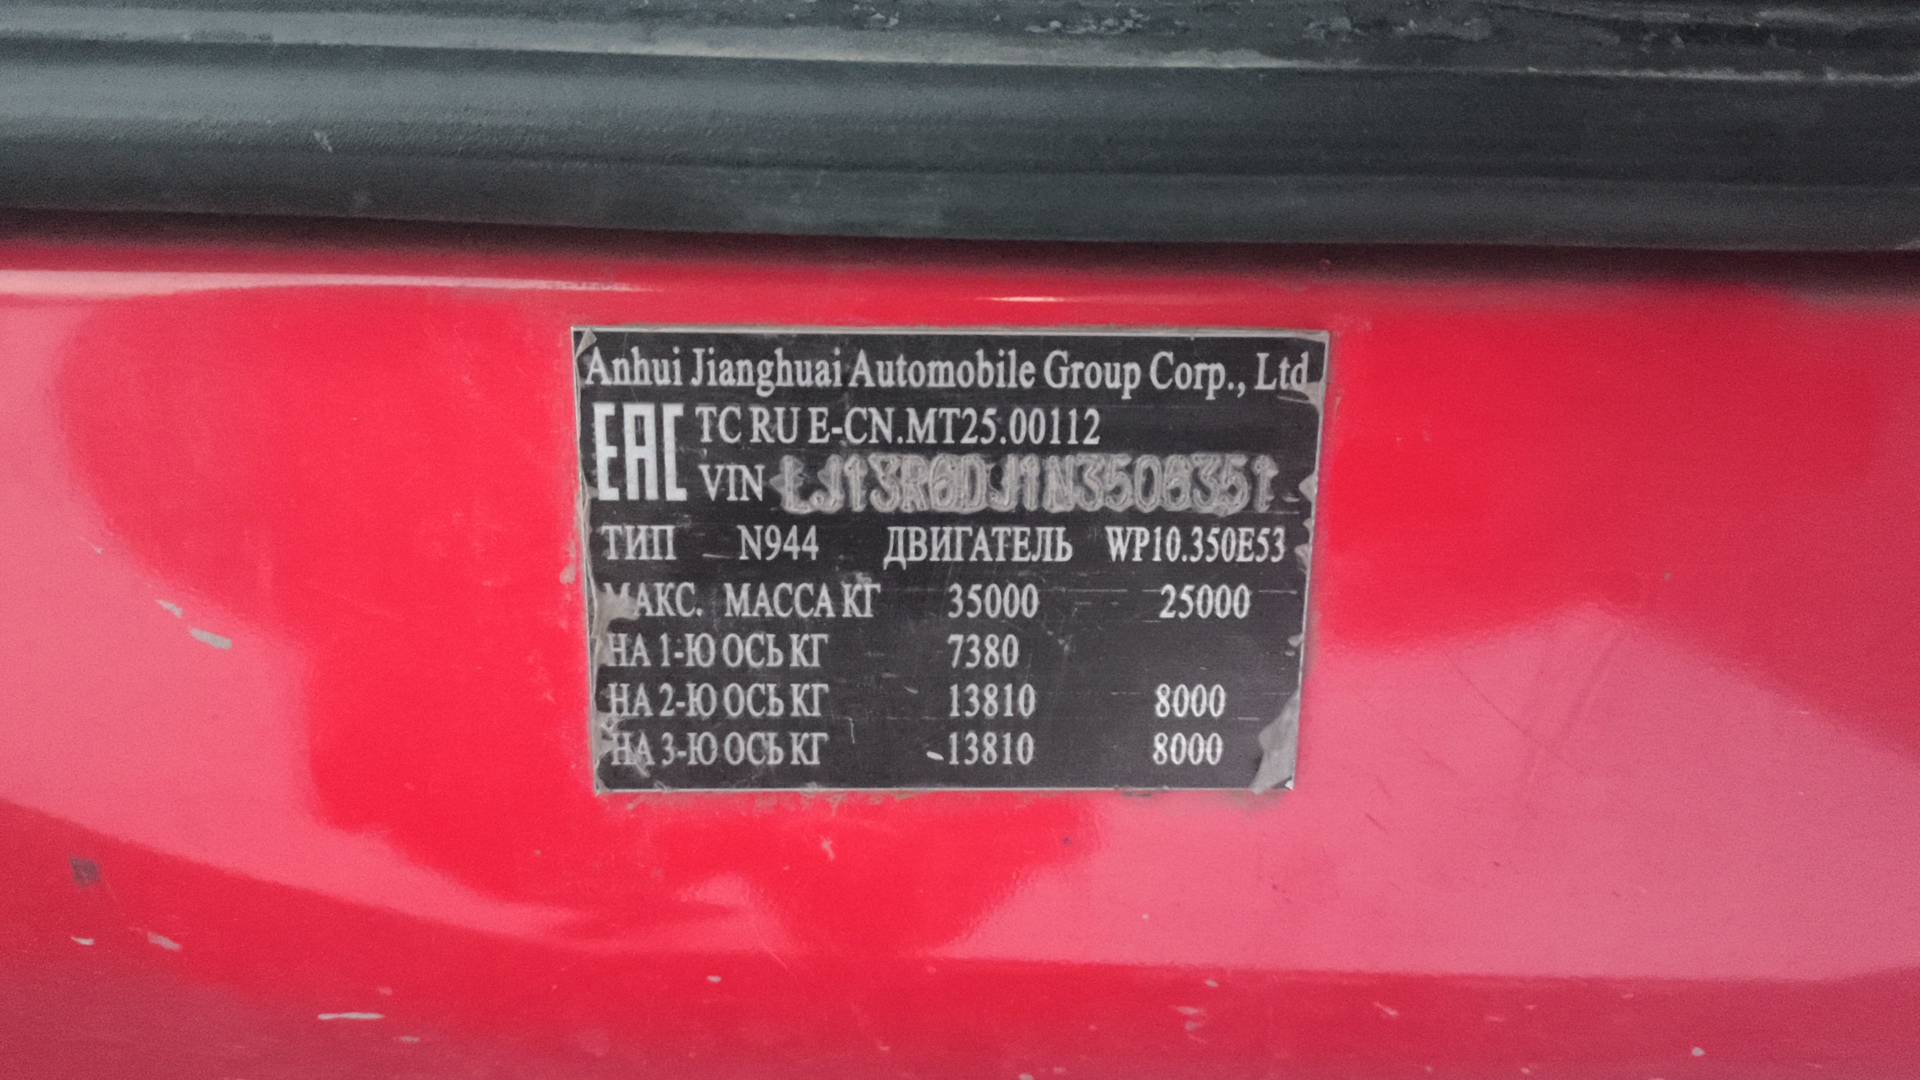 Anhui Jianghuai Automobile Group Corp., Ltd
EAC TC RU E-CN.MT25.00112
VIN LJ13R6DJ1N3506351
ТИП N944 ДВИГАТЕЛЬ WP10.350E53
МАКС. МАССА КГ 35000 25000
НА 1-Ю ОСЬ КГ 7380
НА 2-Ю ОСЬ КГ 13810 8000
НА 3-Ю ОСЬ КГ 13810 8000